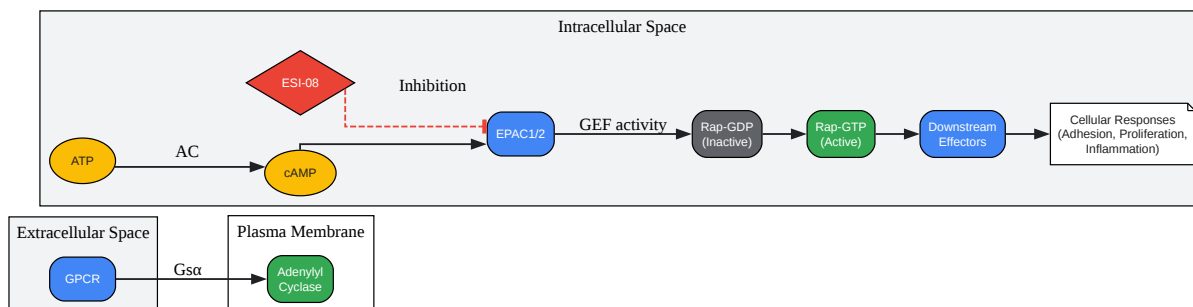 Intracellular Space
ESI-08
Inhibition
ATP
AC
cAMP
EPAC1/2
GEF activity
Rap-GDP
(Inactive)
Rap-GTP
(Active)
Downstream
Effectors
Cellular Responses
(Adhesion, Proliferation,
Inflammation)
Extracellular Space
GPCR
Gsα
Plasma Membrane
Adenylyl
Cyclase